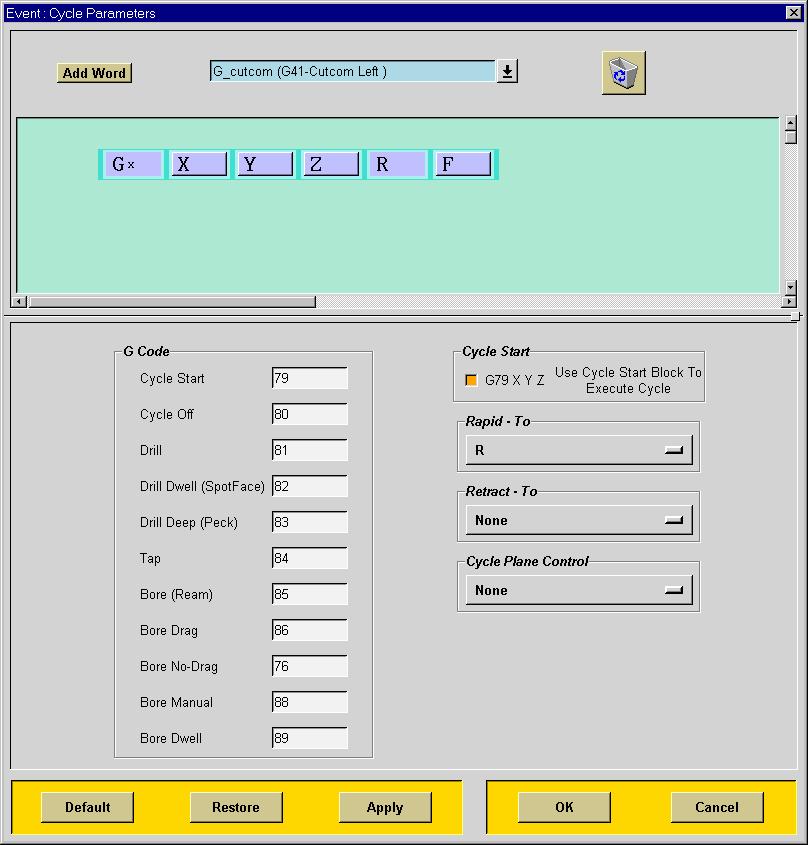 Event : Cycle Parameters
Add Word
G_cutcom (G41-Cutcom Left )
Gx X Y Z R F
G Code
Cycle Start 79
Cycle Off 80
Drill 81
Drill Dwell (SpotFace) 82
Drill Deep (Peck) 83
Tap 84
Bore (Ream) 85
Bore Drag 86
Bore No-Drag 76
Bore Manual 88
Bore Dwell 89
Cycle Start
G79 X Y Z Use Cycle Start Block To
Execute Cycle
Rapid - To
R
Retract - To
None
Cycle Plane Control
None
Default Restore Apply OK Cancel